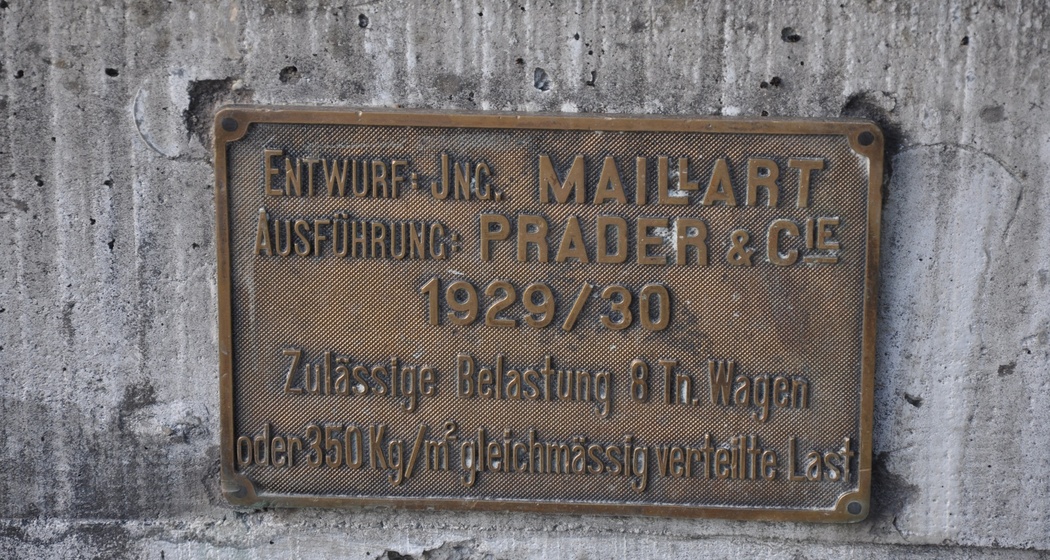 ENTWURF: JNG. MAILLART
AUSFÜHRUNG: PRADER & CIE
1929/30
Zulässige Belastung 8 Tn. Wagen
oder 350 Kg/m² gleichmässig verteilte Last